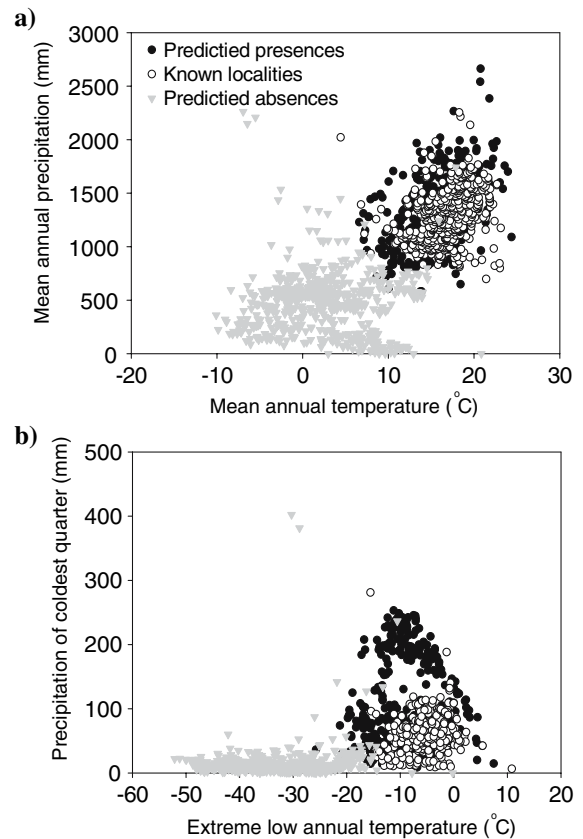 a)
3000
2500
2000
1500
1000
500
0
Mean annual precipitation (mm)
Predictied presences
Known localities
Predictied absences
-20 -10 0 10 20 30
Mean annual temperature (°C)
b)
500
400
300
200
100
0
Precipitation of coldest quarter (mm)
-60 -50 -40 -30 -20 -10 0 10 20
Extreme low annual temperature (°C)